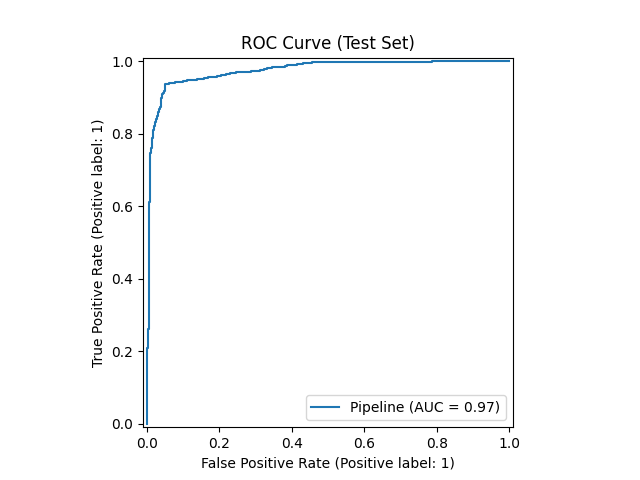 ROC Curve (Test Set)
1.0
0.8
0.6
0.4
0.2
0.0
True Positive Rate (Positive label: 1)
Pipeline (AUC = 0.97)
0.0 0.2 0.4 0.6 0.8 1.0
False Positive Rate (Positive label: 1)